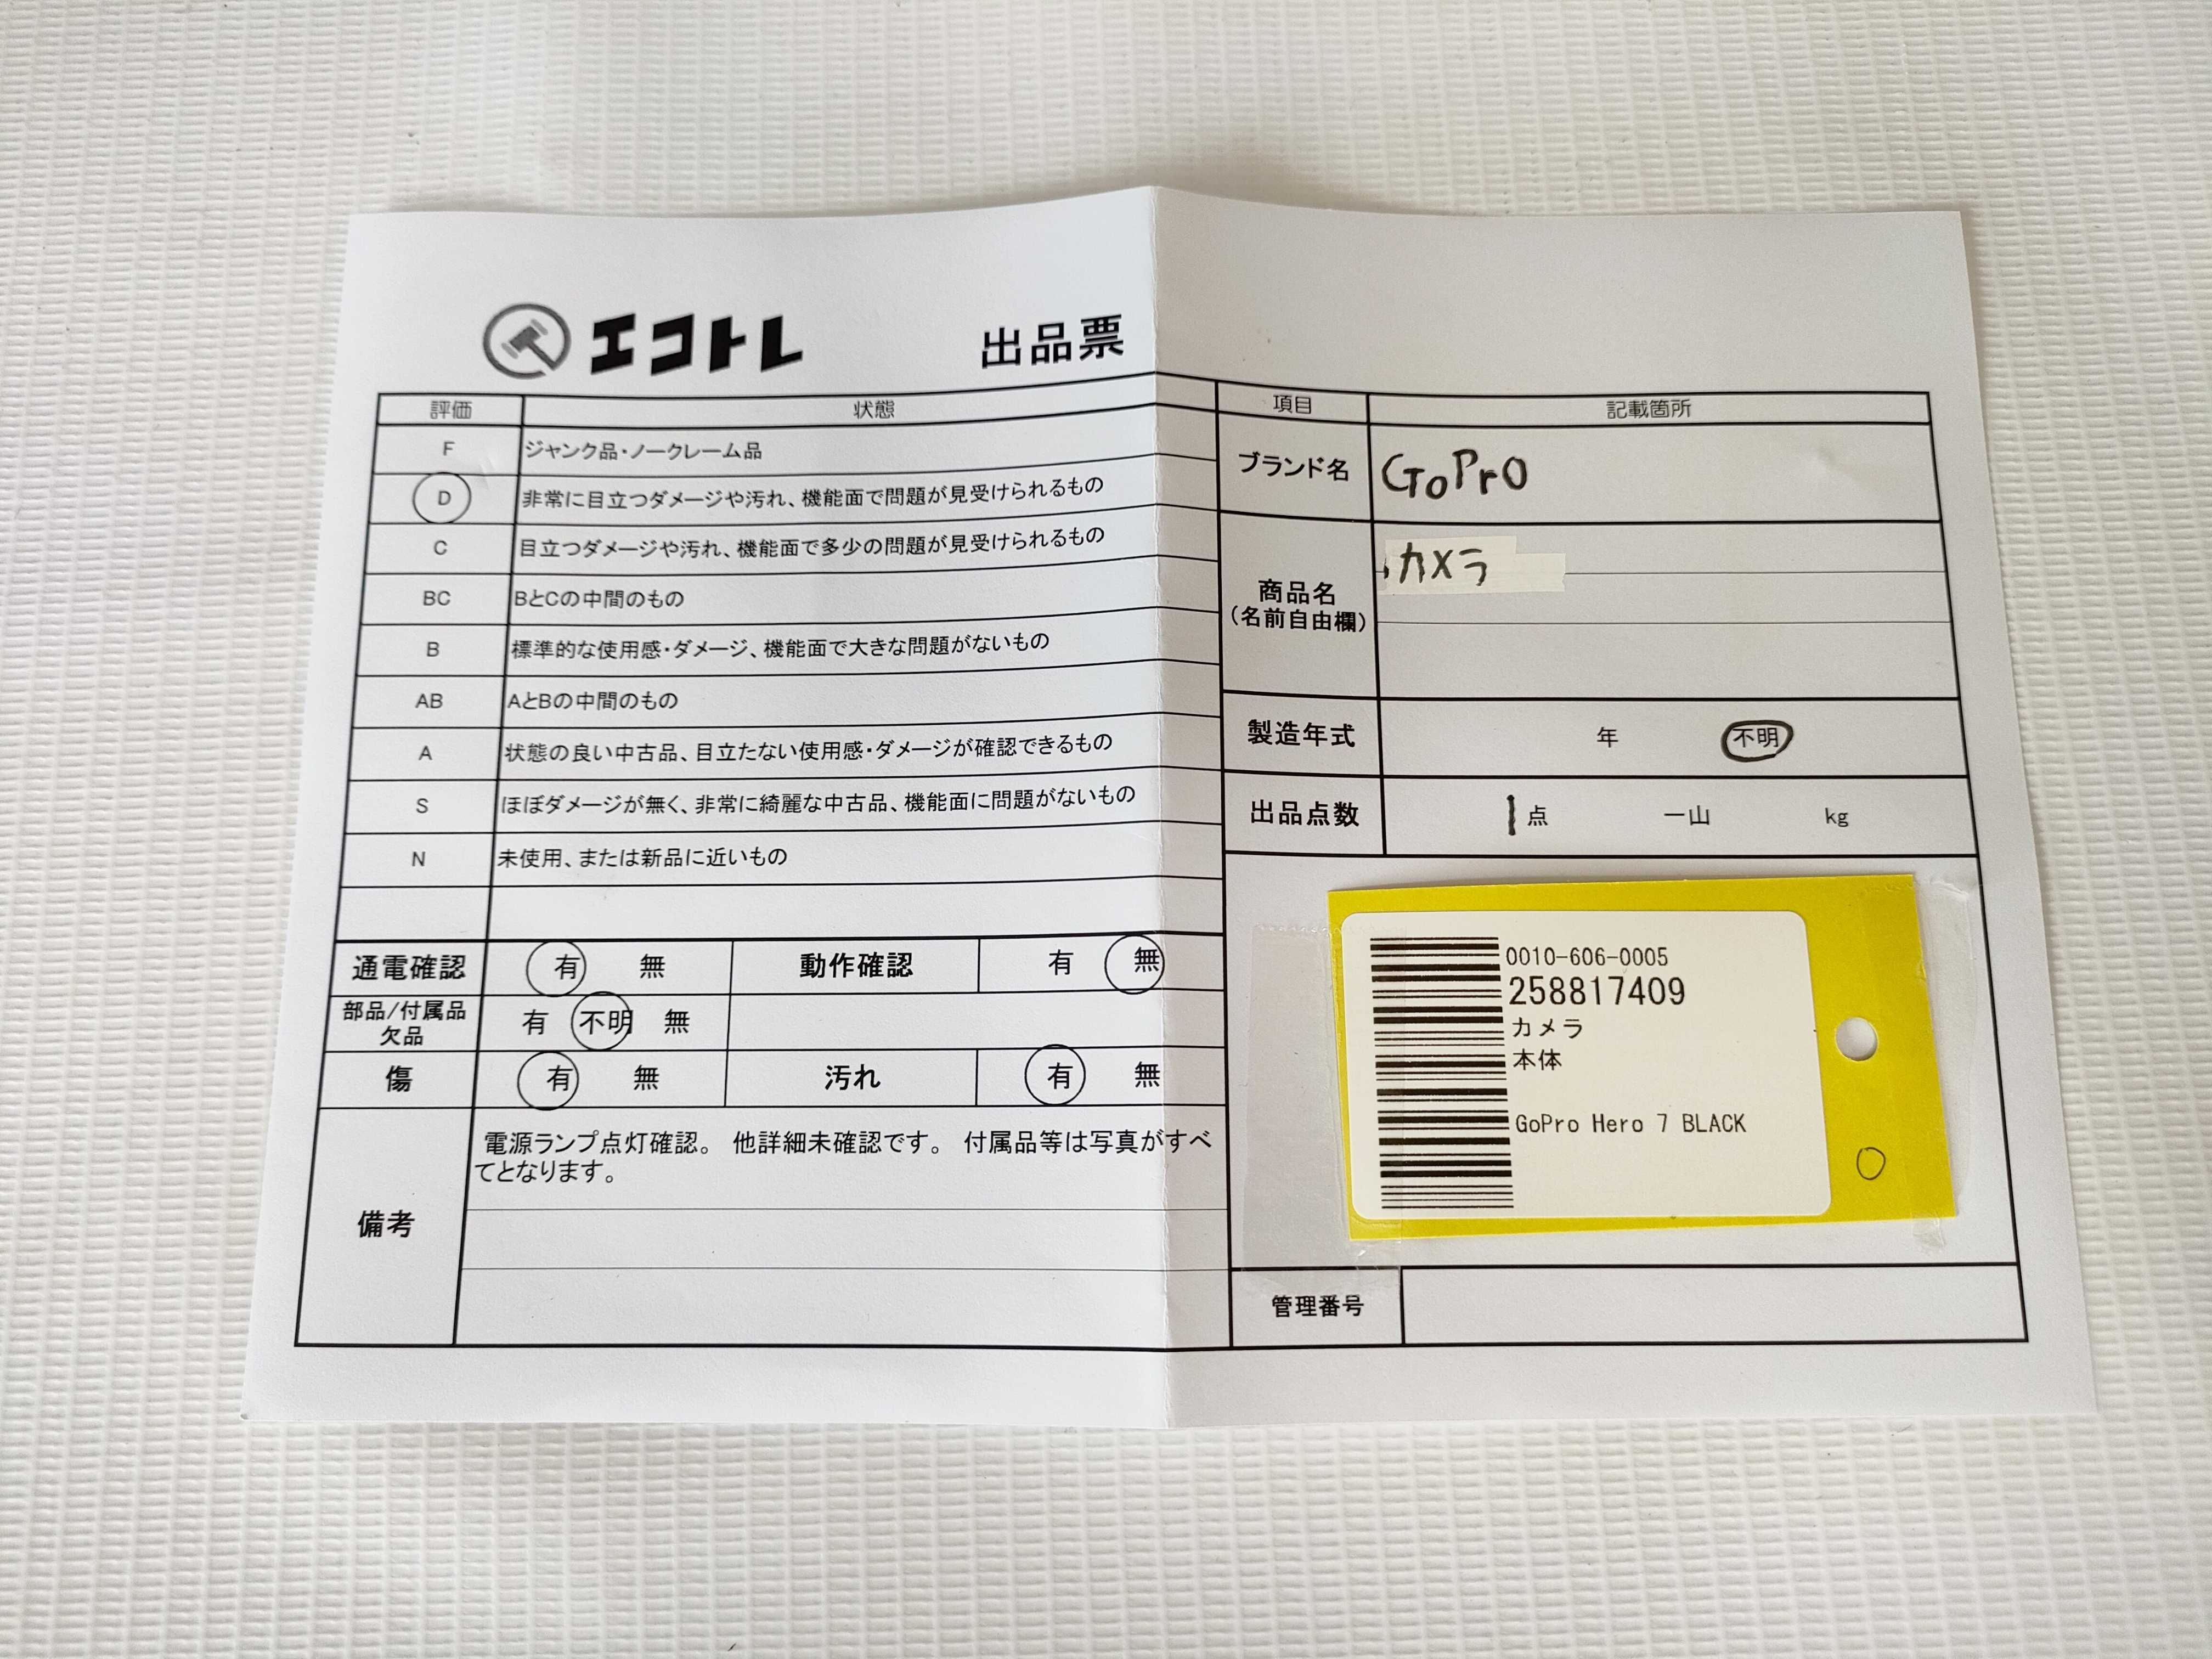 エコトレ 出品票
評価 状態
F ジャンク品・ノークレーム品
D 非常に目立つダメージや汚れ、機能面で問題が見受けられるもの
C 目立つダメージや汚れ、機能面で多少の問題が見受けられるもの
BC BとCの中間のもの
B 標準的な使用感・ダメージ、機能面で大きな問題がないもの
AB AとBの中間のもの
A 状態の良い中古品、目立たない使用感・ダメージが確認できるもの
S ほぼダメージが無く、非常に綺麗な中古品、機能面に問題がないもの
N 未使用、または新品に近いもの
通電確認 有 無 動作確認 有 無
部品/付属品
欠品
有 不明 無
傷 有 無 汚れ 有 無
備考
電源ランプ点灯確認。 他詳細未確認です。 付属品等は写真がすべ
てとなります。
項目 記載箇所
ブランド名 GoPro
商品名
(名前自由欄)
カメラ
製造年式 年 不明
出品点数 1 点 一山 kg
0010-606-0005
258817409
カメラ
本体
GoPro Hero 7 BLACK
管理番号